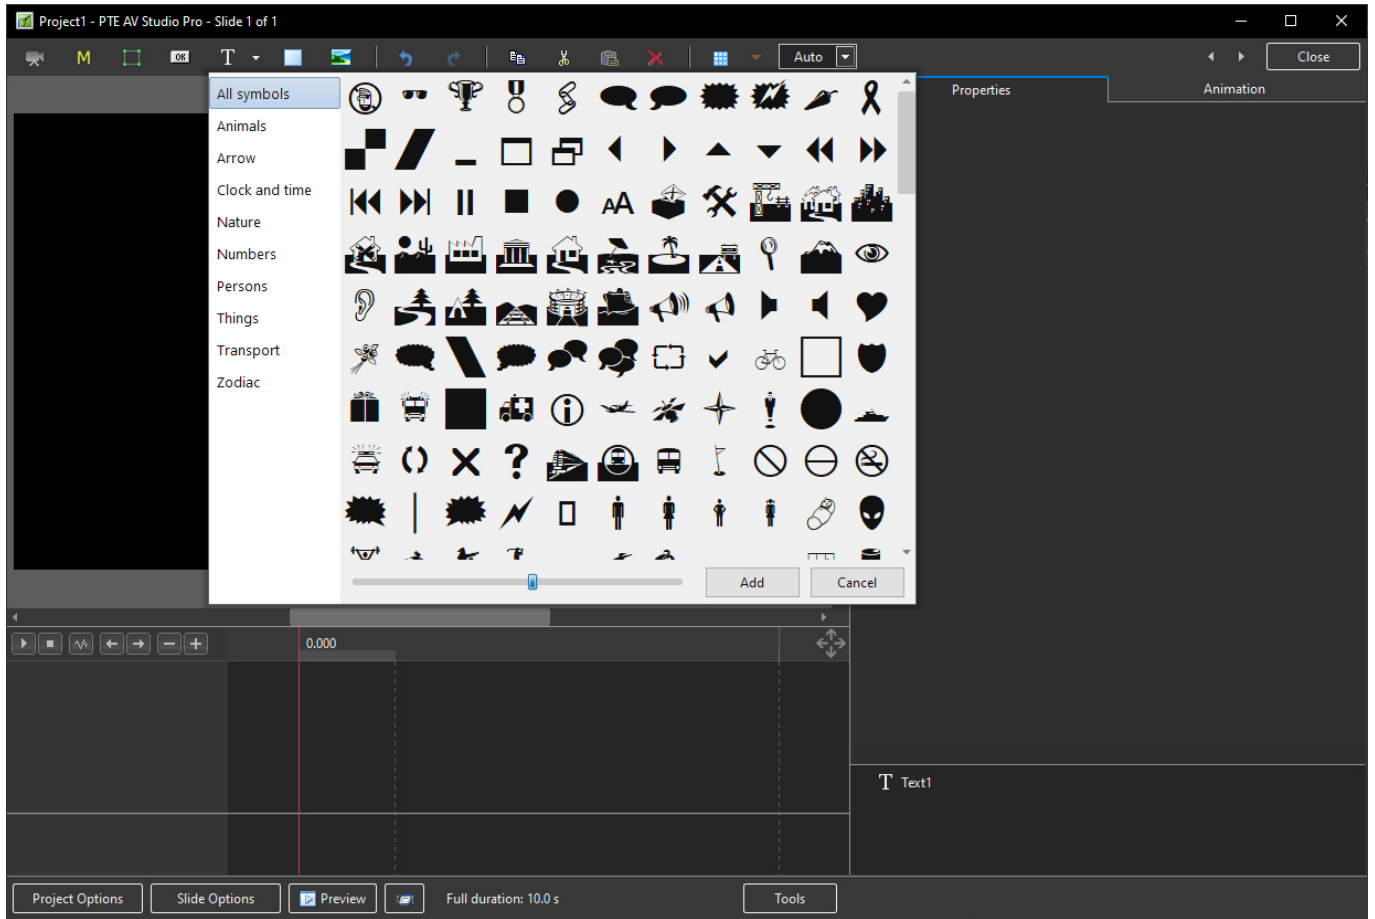 Project1 - PTE AV Studio Pro - Slide 1 of 1
M
OK
T
Auto
Close
All symbols
Animals
Arrow
Clock and time
Nature
Numbers
Persons
Things
Transport
Zodiac
AA
Add
Cancel
Properties
Animation
0.000
T Text1
Project Options
Slide Options
Preview
Full duration: 10.0 s
Tools